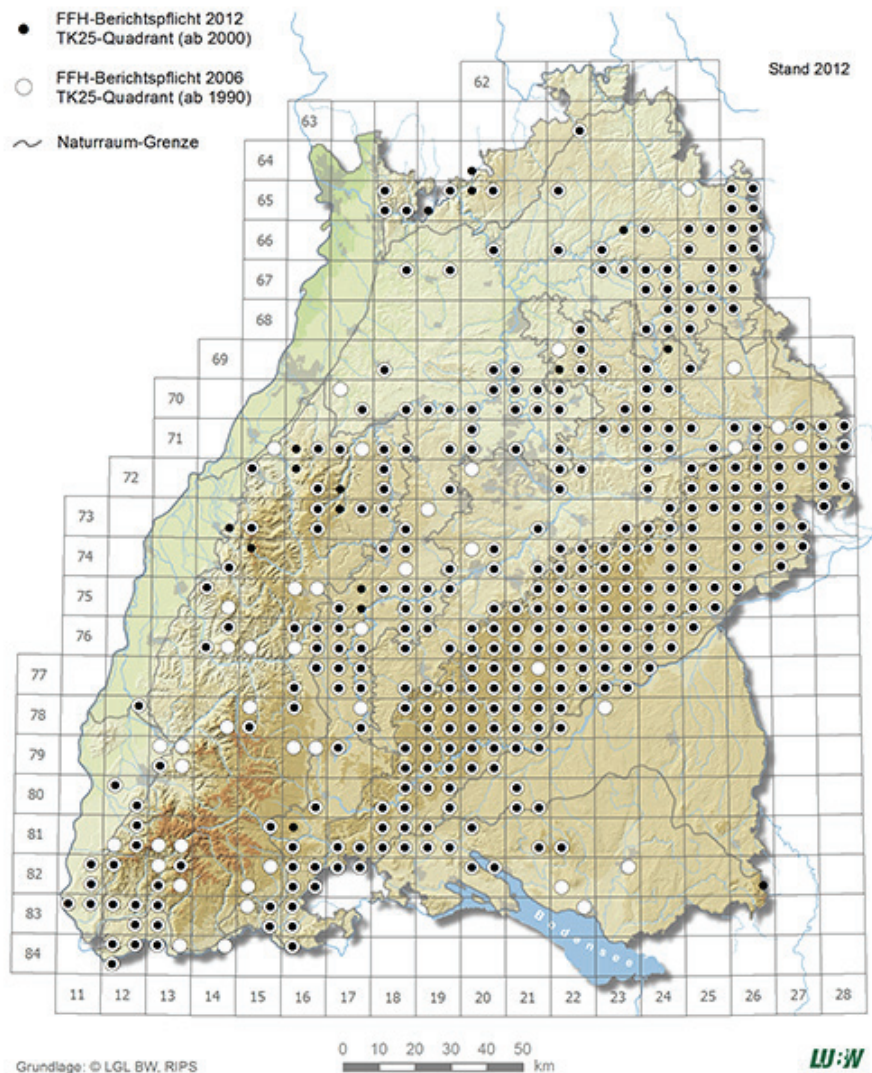 FFH-Berichtspflicht 2012
TK25-Quadrant (ab 2000)
FFH-Berichtspflicht 2006
TK25-Quadrant (ab 1990)
Naturraum-Grenze
Stand 2012
62
63
64
65
66
67
68
69
70
71
72
73
74
75
76
77
78
79
80
81
82
83
84
Bodensee
11 12 13 14 15 16 17 18 19 20 21 22 23 24 25 26 27 28
0 10 20 30 40 50
km
Grundlage: © LGL BW, RIPS
LU:W